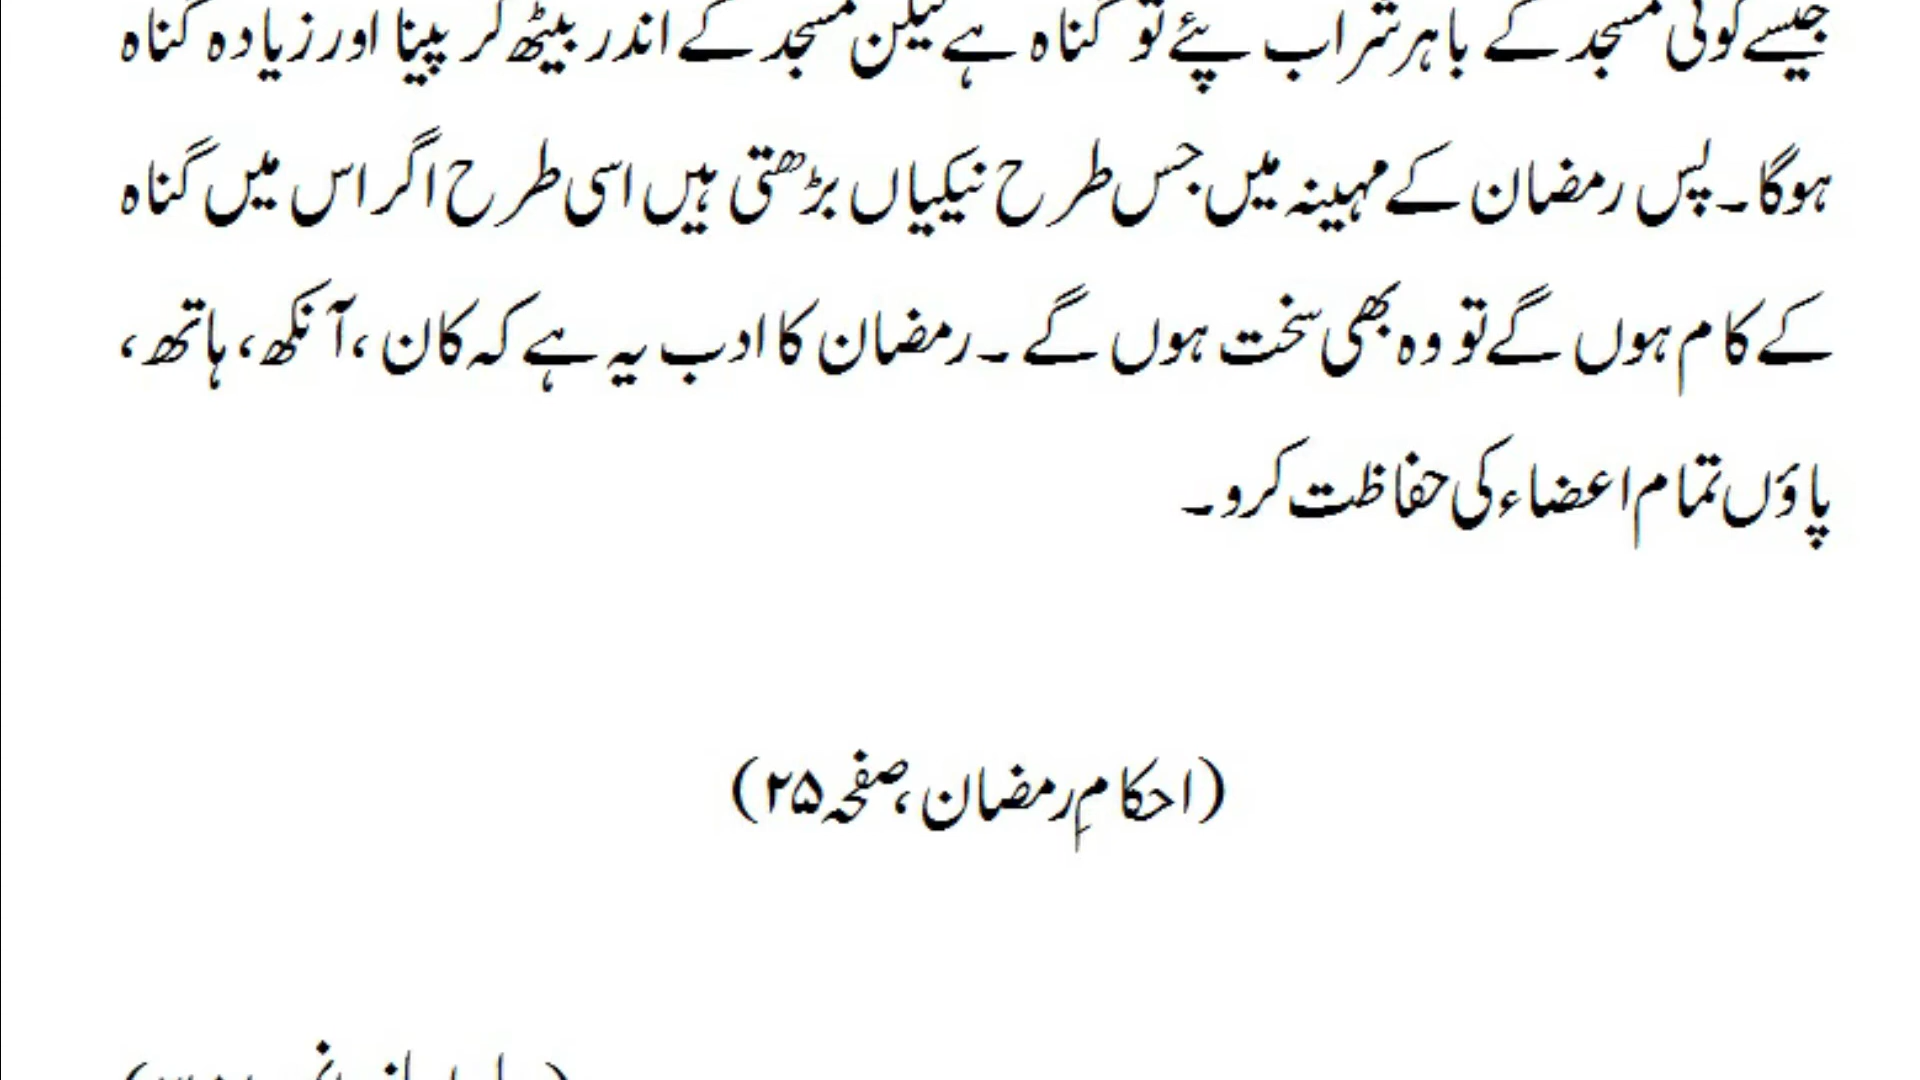 جیسے کوئی مسجد کے باہر شراب پئے تو گناہ ہے لیکن مسجد کے اندر بیٹھ کر پینا اور زیادہ گناہ
ہوگا۔ پس رمضان کے مہینہ میں جس طرح نیکیاں بڑھتی ہیں اسی طرح اگر اس میں گناہ
کے کام ہوں گے تو وہ بھی سخت ہوں گے۔ رمضان کا ادب یہ ہے کہ کان، آنکھ، ہاتھ،
پاؤں تمام اعضاء کی حفاظت کرو۔
(احکامِ رمضان، صفحہ ۲۵)